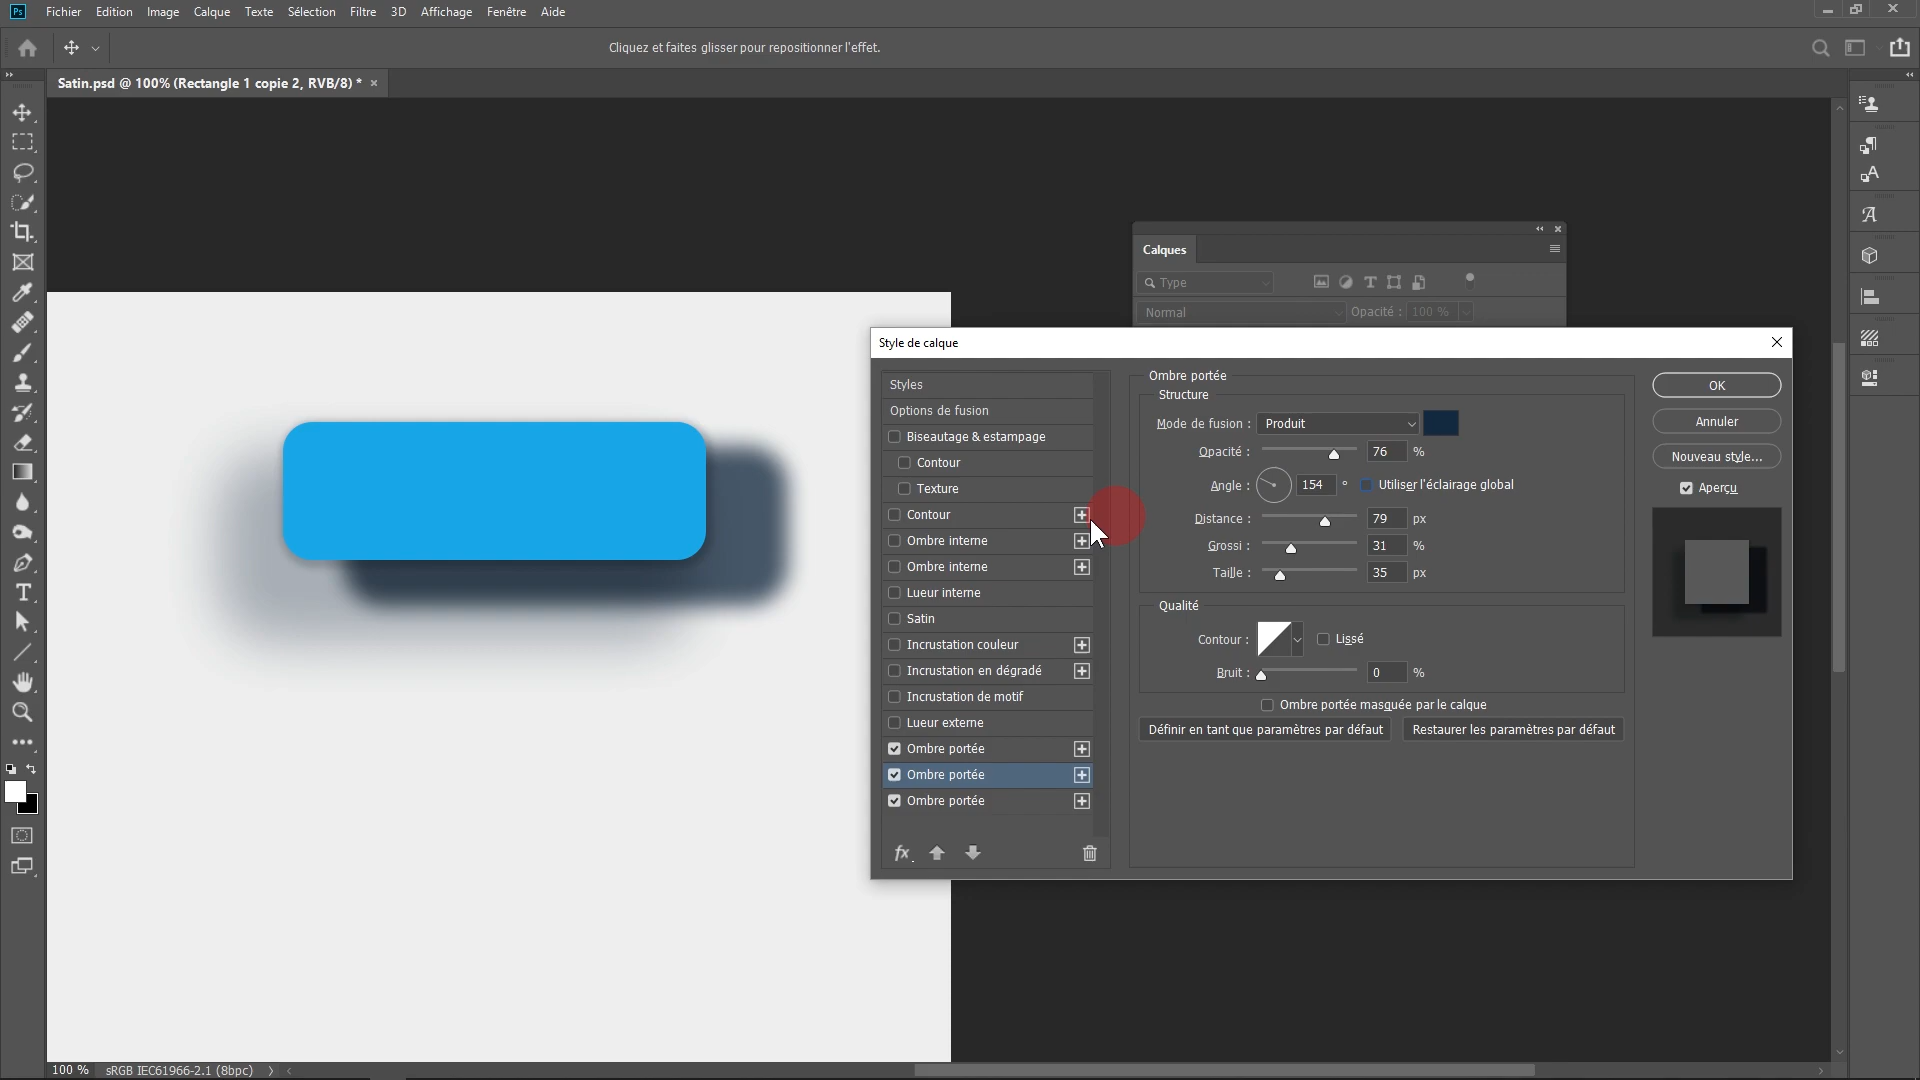 Ps Fichier Edition Image Calque Texte Sélection Filtre 3D Affichage Fenêtre Aide
Cliquez et faites glisser pour repositionner l'effet.
Satin.psd @ 100% (Rectangle 1 copie 2, RVB/8) * ×
Calques
Type
Normal Opacité : 100 %
Style de calque
Styles
Options de fusion
Biseautage & estampage
Contour
Texture
Contour
Ombre interne
Ombre interne
Lueur interne
Satin
Incrustation couleur
Incrustation en dégradé
Incrustation de motif
Lueur externe
Ombre portée
Ombre portée
Ombre portée
fx
Ombre portée
Structure
Mode de fusion : Produit
Opacité : 76 %
Angle : 154 ° Utiliser l'éclairage global
Distance : 79 px
Grossi : 31 %
Taille : 35 px
Qualité
Contour : Lissé
Bruit : 0 %
Ombre portée masquée par le calque
Définir en tant que paramètres par défaut Restaurer les paramètres par défaut
OK
Annuler
Nouveau style...
Aperçu
100 % sRGB IEC61966-2.1 (8bpc)